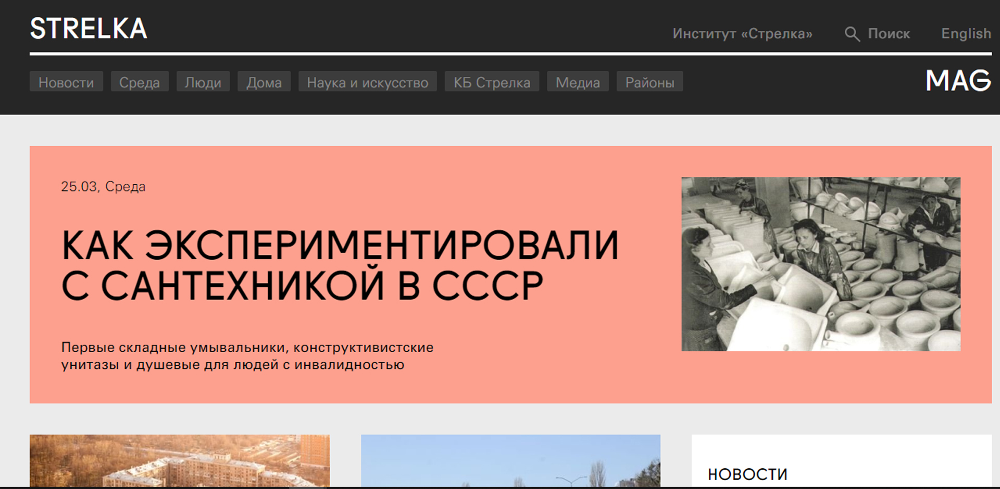 STRELKA
Институт «Стрелка» Поиск English
Новости Среда Люди Дома Наука и искусство КБ Стрелка Медиа Районы
MAG
25.03, Среда
КАК ЭКСПЕРИМЕНТИРОВАЛИ
С САНТЕХНИКОЙ В СССР
Первые складные умывальники, конструктивистские
унитазы и душевые для людей с инвалидностью
НОВОСТИ